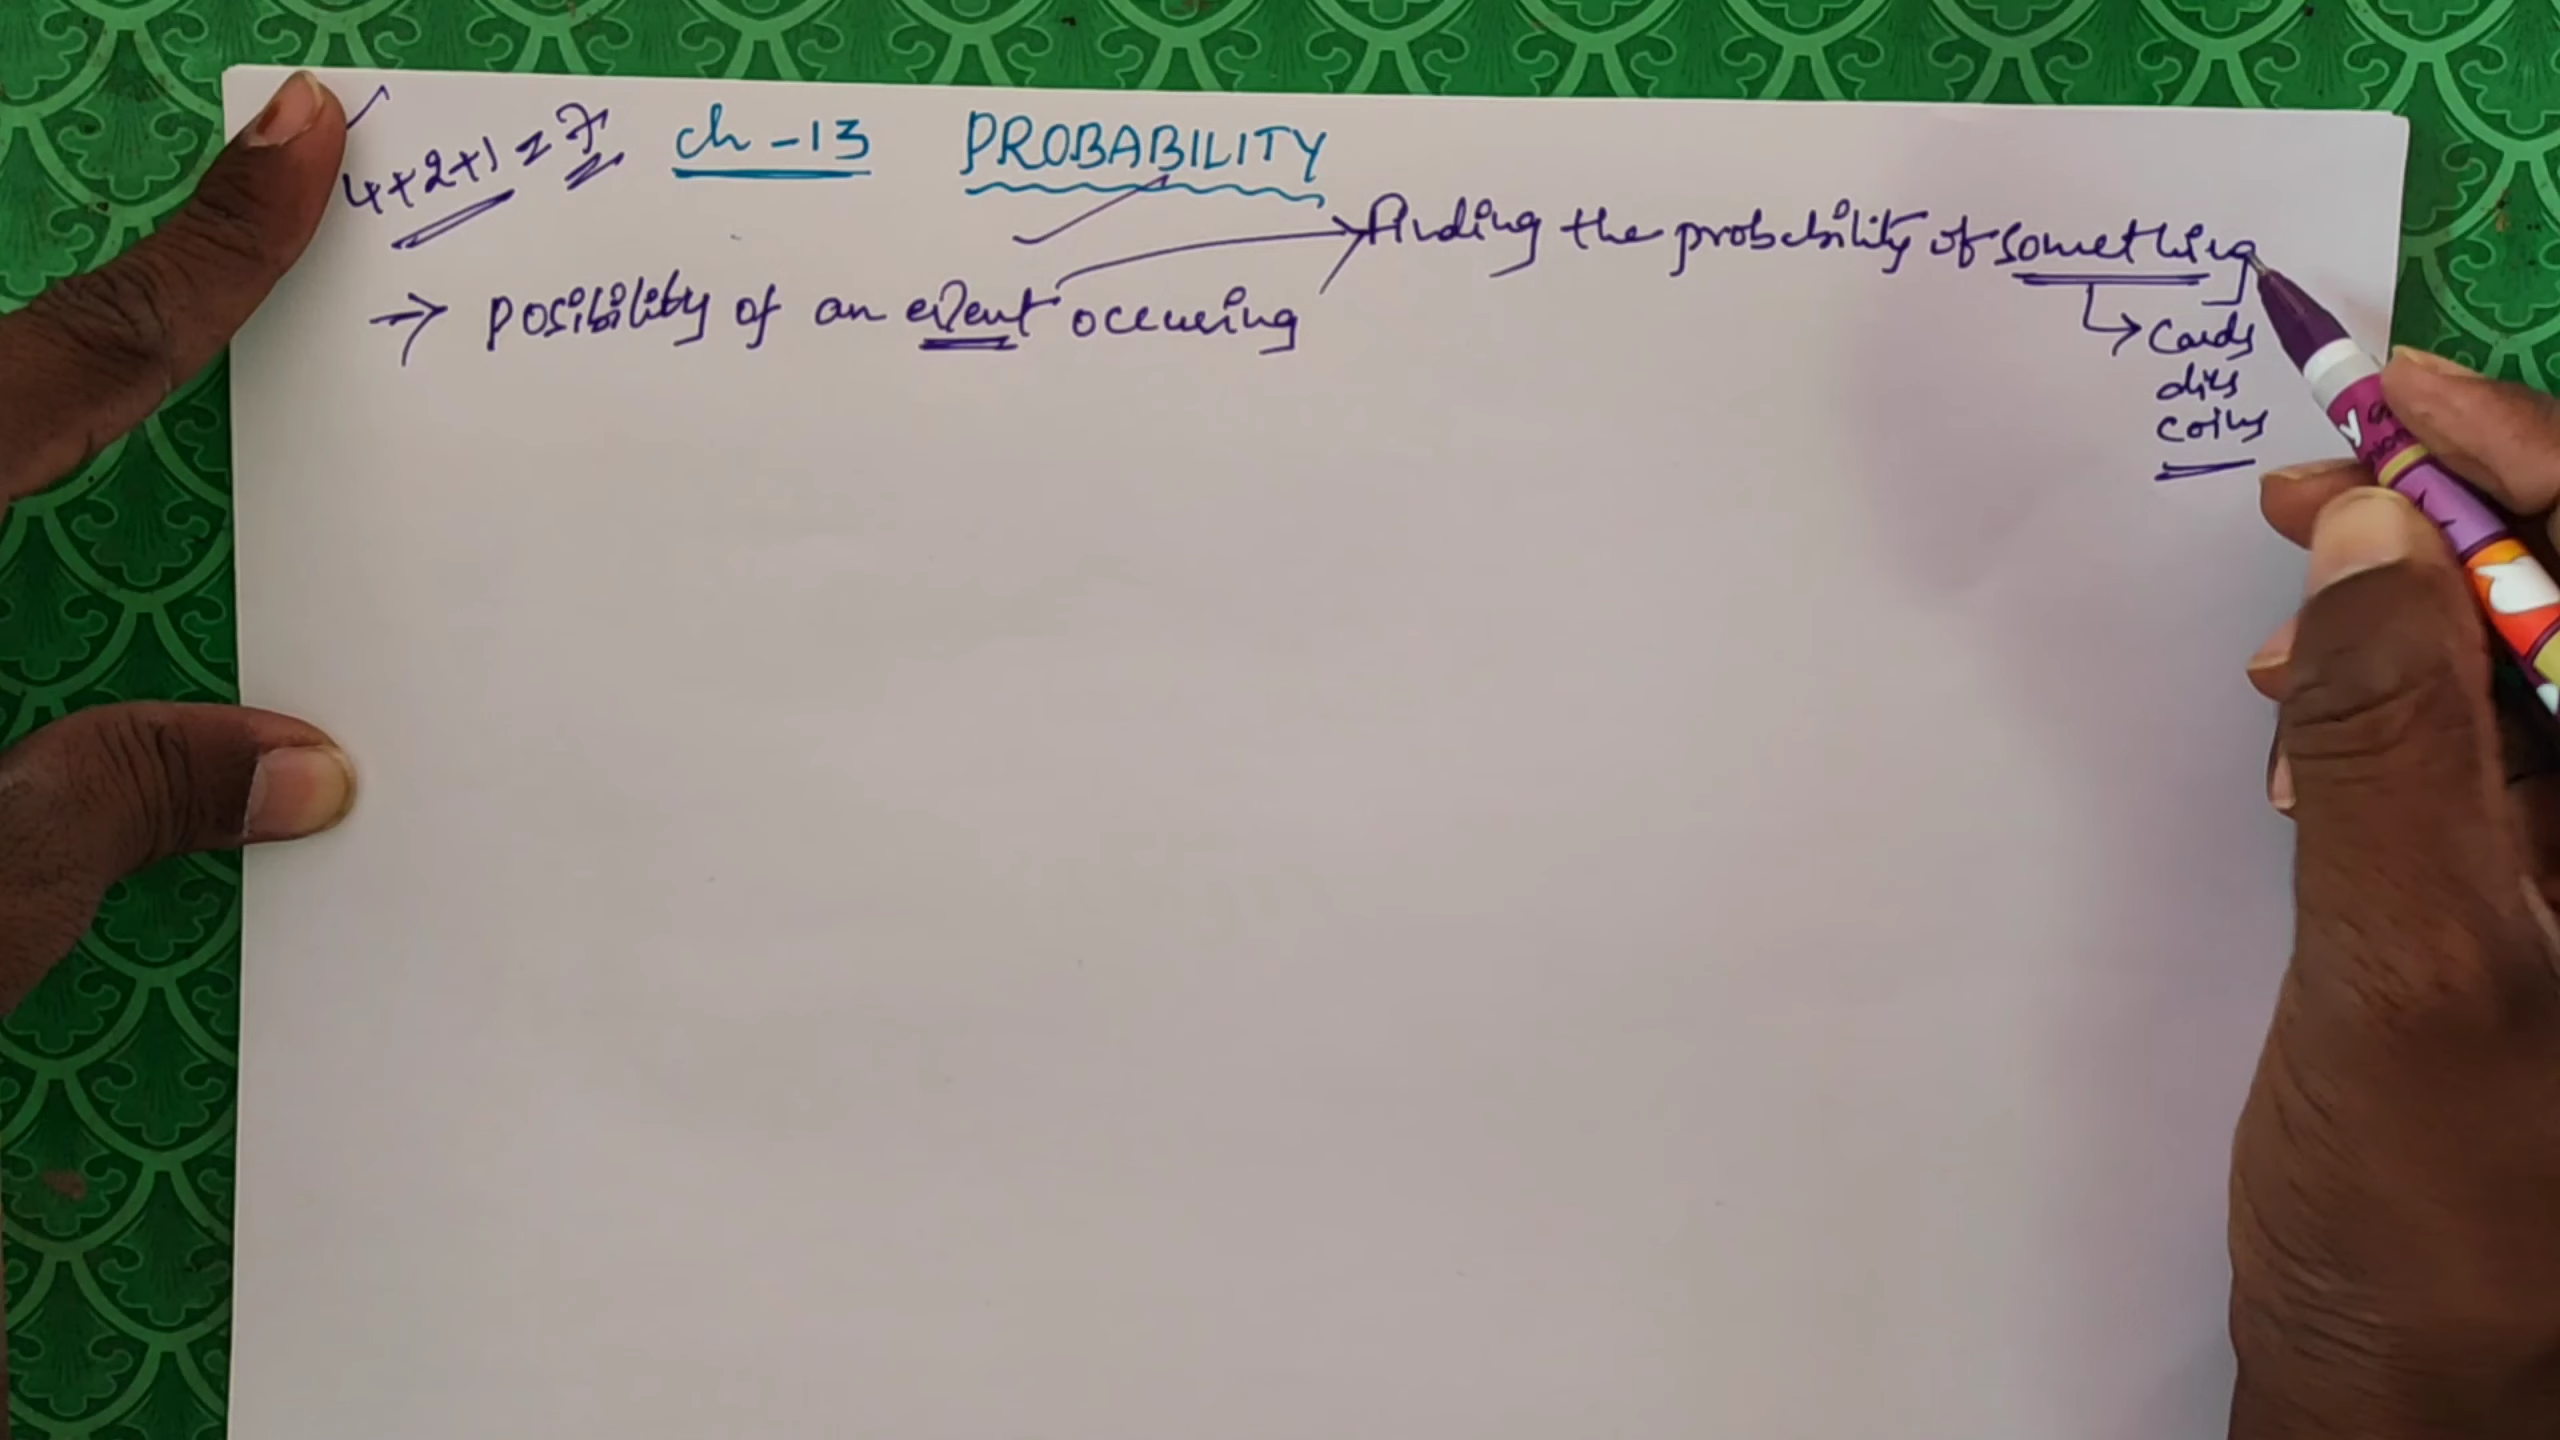 4+2+1=7
ch-13 PROBABILITY
finding the probability of something
→ posibility of an event occuring
→ Cards
dies
coins
y